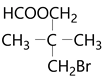 HCOOCH₂
CH₃ — C — CH₃
CH₂Br